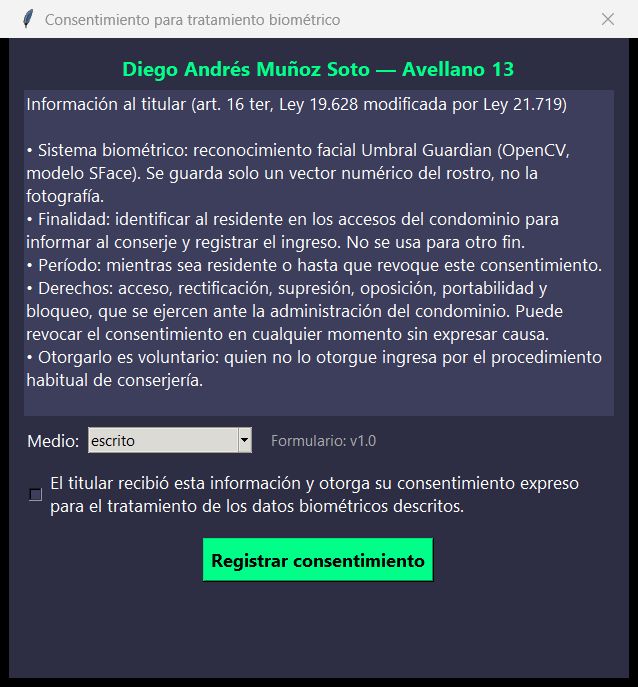 Consentimiento para tratamiento biométrico
Diego Andrés Muñoz Soto — Avellano 13
Información al titular (art. 16 ter, Ley 19.628 modificada por Ley 21.719)
• Sistema biométrico: reconocimiento facial Umbral Guardian (OpenCV,
modelo SFace). Se guarda solo un vector numérico del rostro, no la
fotografía.
• Finalidad: identificar al residente en los accesos del condominio para
informar al conserje y registrar el ingreso. No se usa para otro fin.
• Período: mientras sea residente o hasta que revoque este consentimiento.
• Derechos: acceso, rectificación, supresión, oposición, portabilidad y
bloqueo, que se ejercen ante la administración del condominio. Puede
revocar el consentimiento en cualquier momento sin expresar causa.
• Otorgarlo es voluntario: quien no lo otorgue ingresa por el procedimiento
habitual de conserjería.
Medio: escrito Formulario: v1.0
El titular recibió esta información y otorga su consentimiento expreso
para el tratamiento de los datos biométricos descritos.
Registrar consentimiento